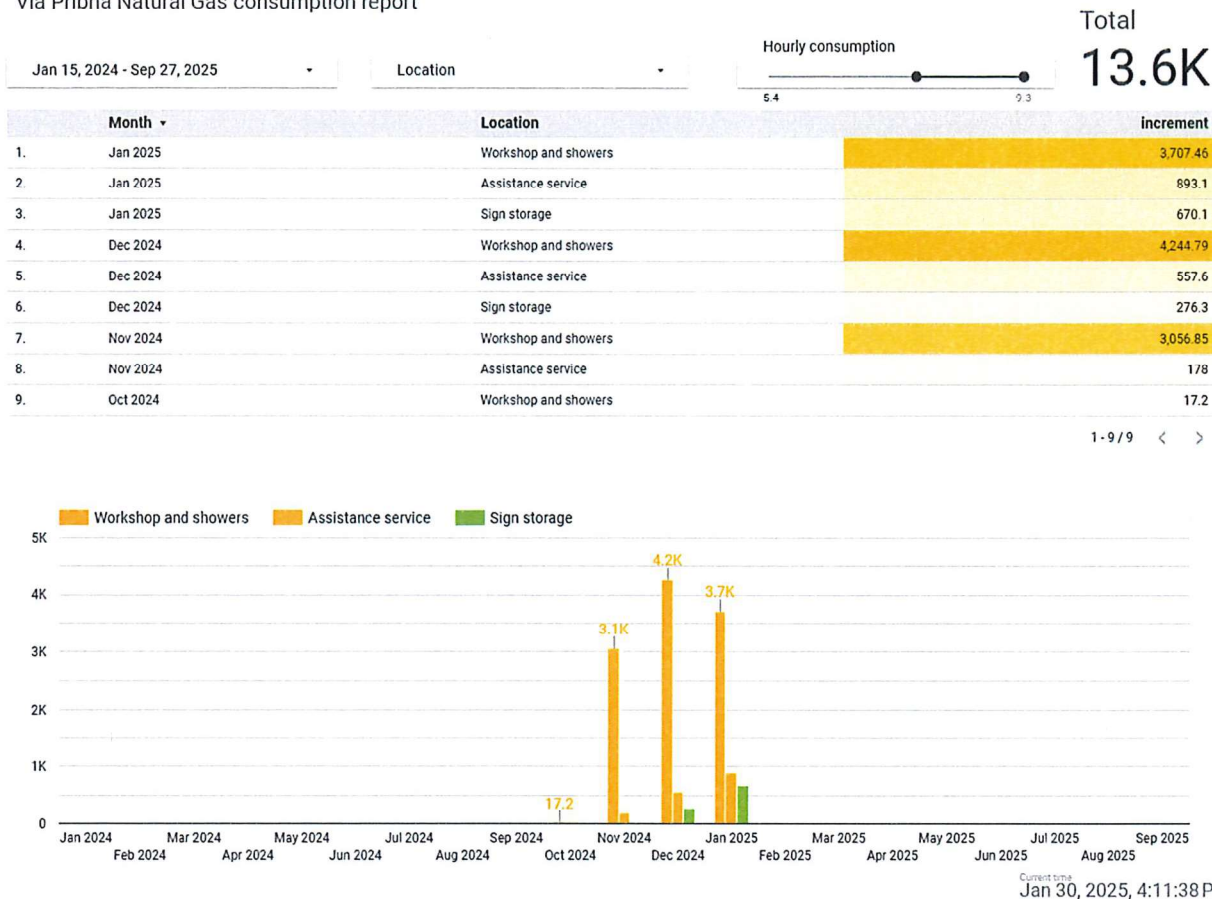 Via Pribha Natural Gas consumption report
Total
13.6K
Hourly consumption
Jan 15, 2024 - Sep 27, 2025
Location
5.4
9.3
Month Location increment
1. Jan 2025 Workshop and showers 3,707.46
2. Jan 2025 Assistance service 893.1
3. Jan 2025 Sign storage 670.1
4. Dec 2024 Workshop and showers 4,244.79
5. Dec 2024 Assistance service 557.6
6. Dec 2024 Sign storage 276.3
7. Nov 2024 Workshop and showers 3,056.85
8. Nov 2024 Assistance service 178
9. Oct 2024 Workshop and showers 17.2
1 - 9 / 9
Workshop and showers Assistance service Sign storage
5K
4K
3K
2K
1K
0
17.2
3.1K
4.2K
3.7K
Jan 2024 Mar 2024 May 2024 Jul 2024 Sep 2024 Nov 2024 Jan 2025 Mar 2025 May 2025 Jul 2025 Sep 2025
Feb 2024 Apr 2024 Jun 2024 Aug 2024 Oct 2024 Dec 2024 Feb 2025 Apr 2025 Jun 2025 Aug 2025
Current time
Jan 30, 2025, 4:11:38 P